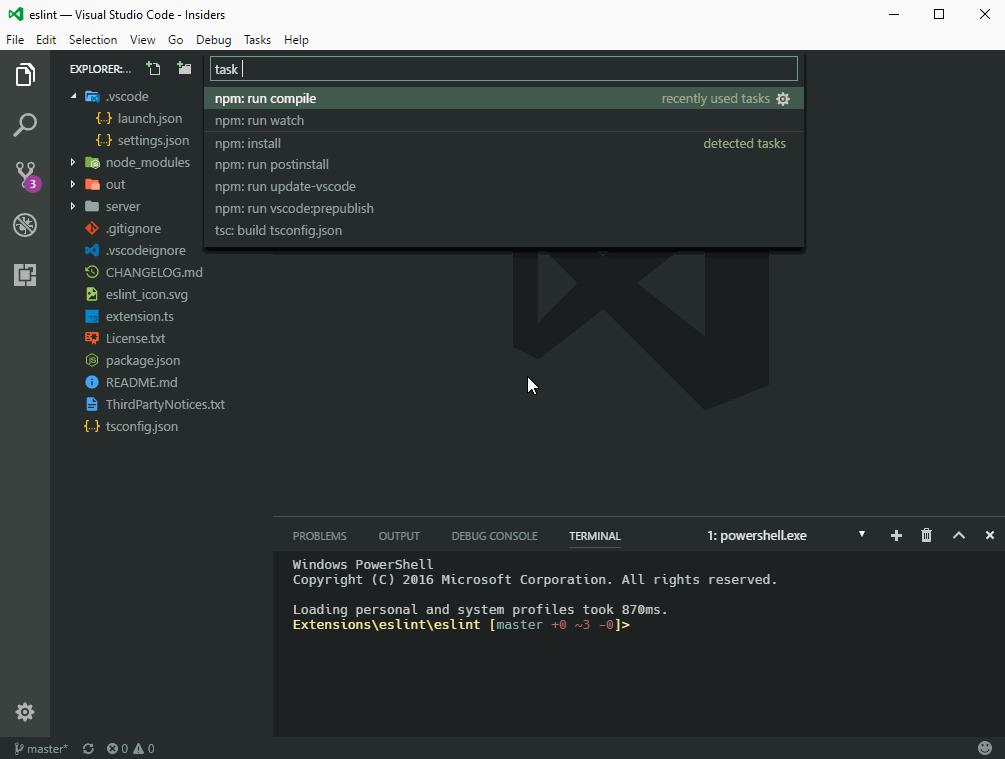 eslint — Visual Studio Code - Insiders
File Edit Selection View Go Debug Tasks Help
EXPLORER:...
task
npm: run compile recently used tasks
npm: run watch
npm: install detected tasks
npm: run postinstall
npm: run update-vscode
npm: run vscode:prepublish
tsc: build tsconfig.json
.vscode
{..} launch.json
{..} settings.json
node_modules
out
server
.gitignore
.vscodeignore
CHANGELOG.md
eslint_icon.svg
extension.ts
License.txt
package.json
README.md
ThirdPartyNotices.txt
{..} tsconfig.json
3
PROBLEMS OUTPUT DEBUG CONSOLE TERMINAL 1: powershell.exe
Windows PowerShell
Copyright (C) 2016 Microsoft Corporation. All rights reserved.
Loading personal and system profiles took 870ms.
Extensions\eslint\eslint [master +0 ~3 -0]>
master* 0 0